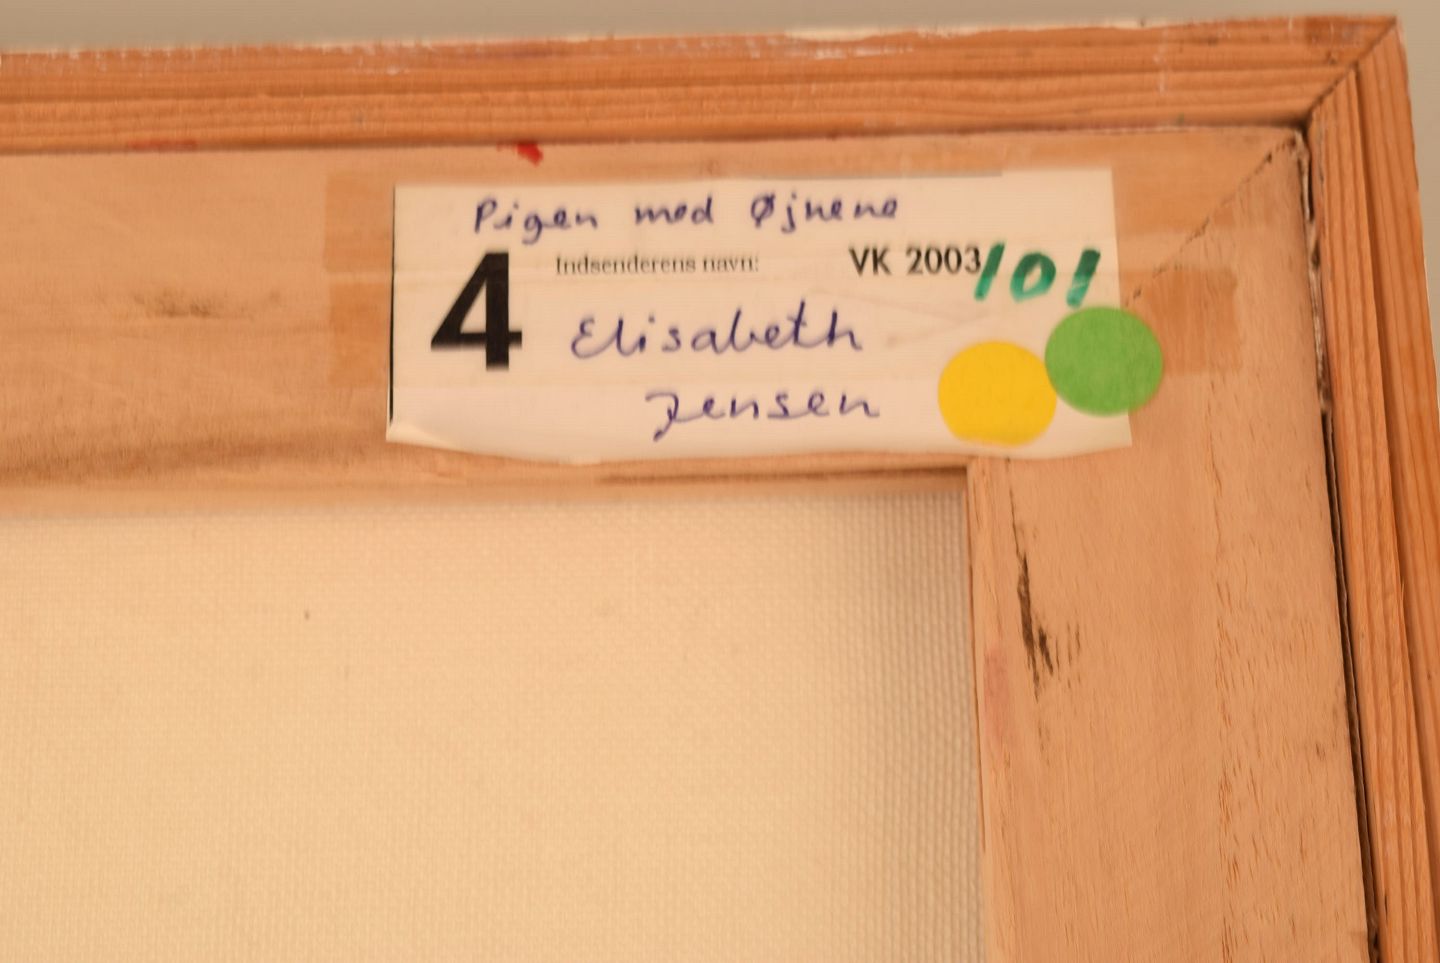 Pigen med Øjnene
4 Indsenderens navn: VK 2003/101
Elisabeth
Jensen